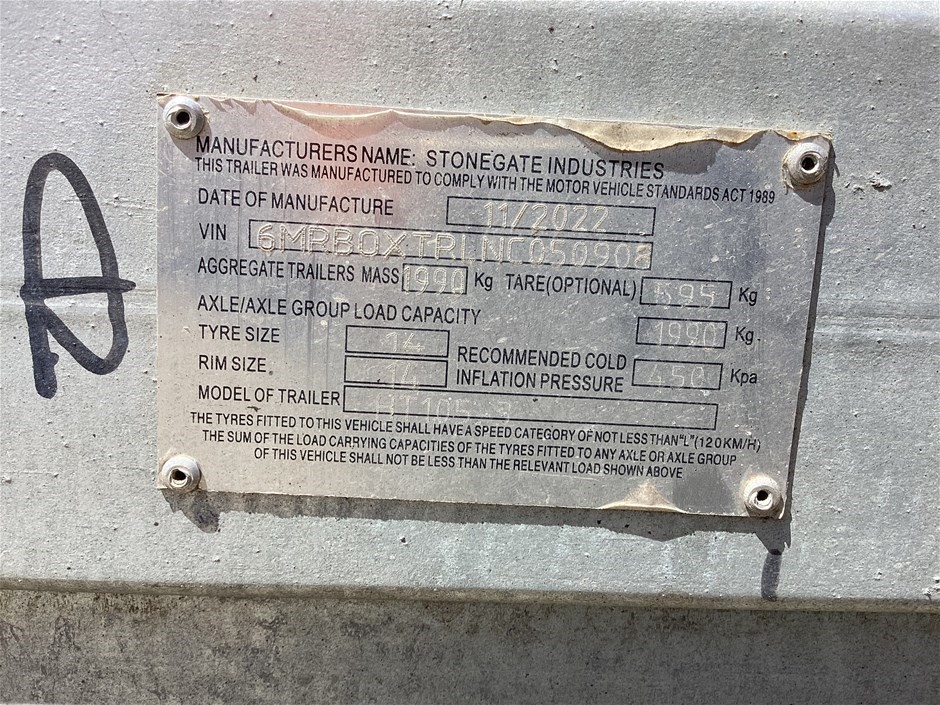 MANUFACTURERS NAME: STONEGATE INDUSTRIES
THIS TRAILER WAS MANUFACTURED TO COMPLY WITH THE MOTOR VEHICLE STANDARDS ACT 1989
DATE OF MANUFACTURE 11/2022
VIN 6MRBOXTRLNC050908
AGGREGATE TRAILERS MASS 1990 Kg TARE(OPTIONAL) 595 Kg
AXLE/AXLE GROUP LOAD CAPACITY 1990 Kg.
TYRE SIZE 14
RIM SIZE 14 RECOMMENDED COLD INFLATION PRESSURE 450 Kpa
MODEL OF TRAILER
THE TYRES FITTED TO THIS VEHICLE SHALL HAVE A SPEED CATEGORY OF NOT LESS THAN "L" (120KM/H)
THE SUM OF THE LOAD CARRYING CAPACITIES OF THE TYRES FITTED TO ANY AXLE OR AXLE GROUP
OF THIS VEHICLE SHALL NOT BE LESS THAN THE RELEVANT LOAD SHOWN ABOVE